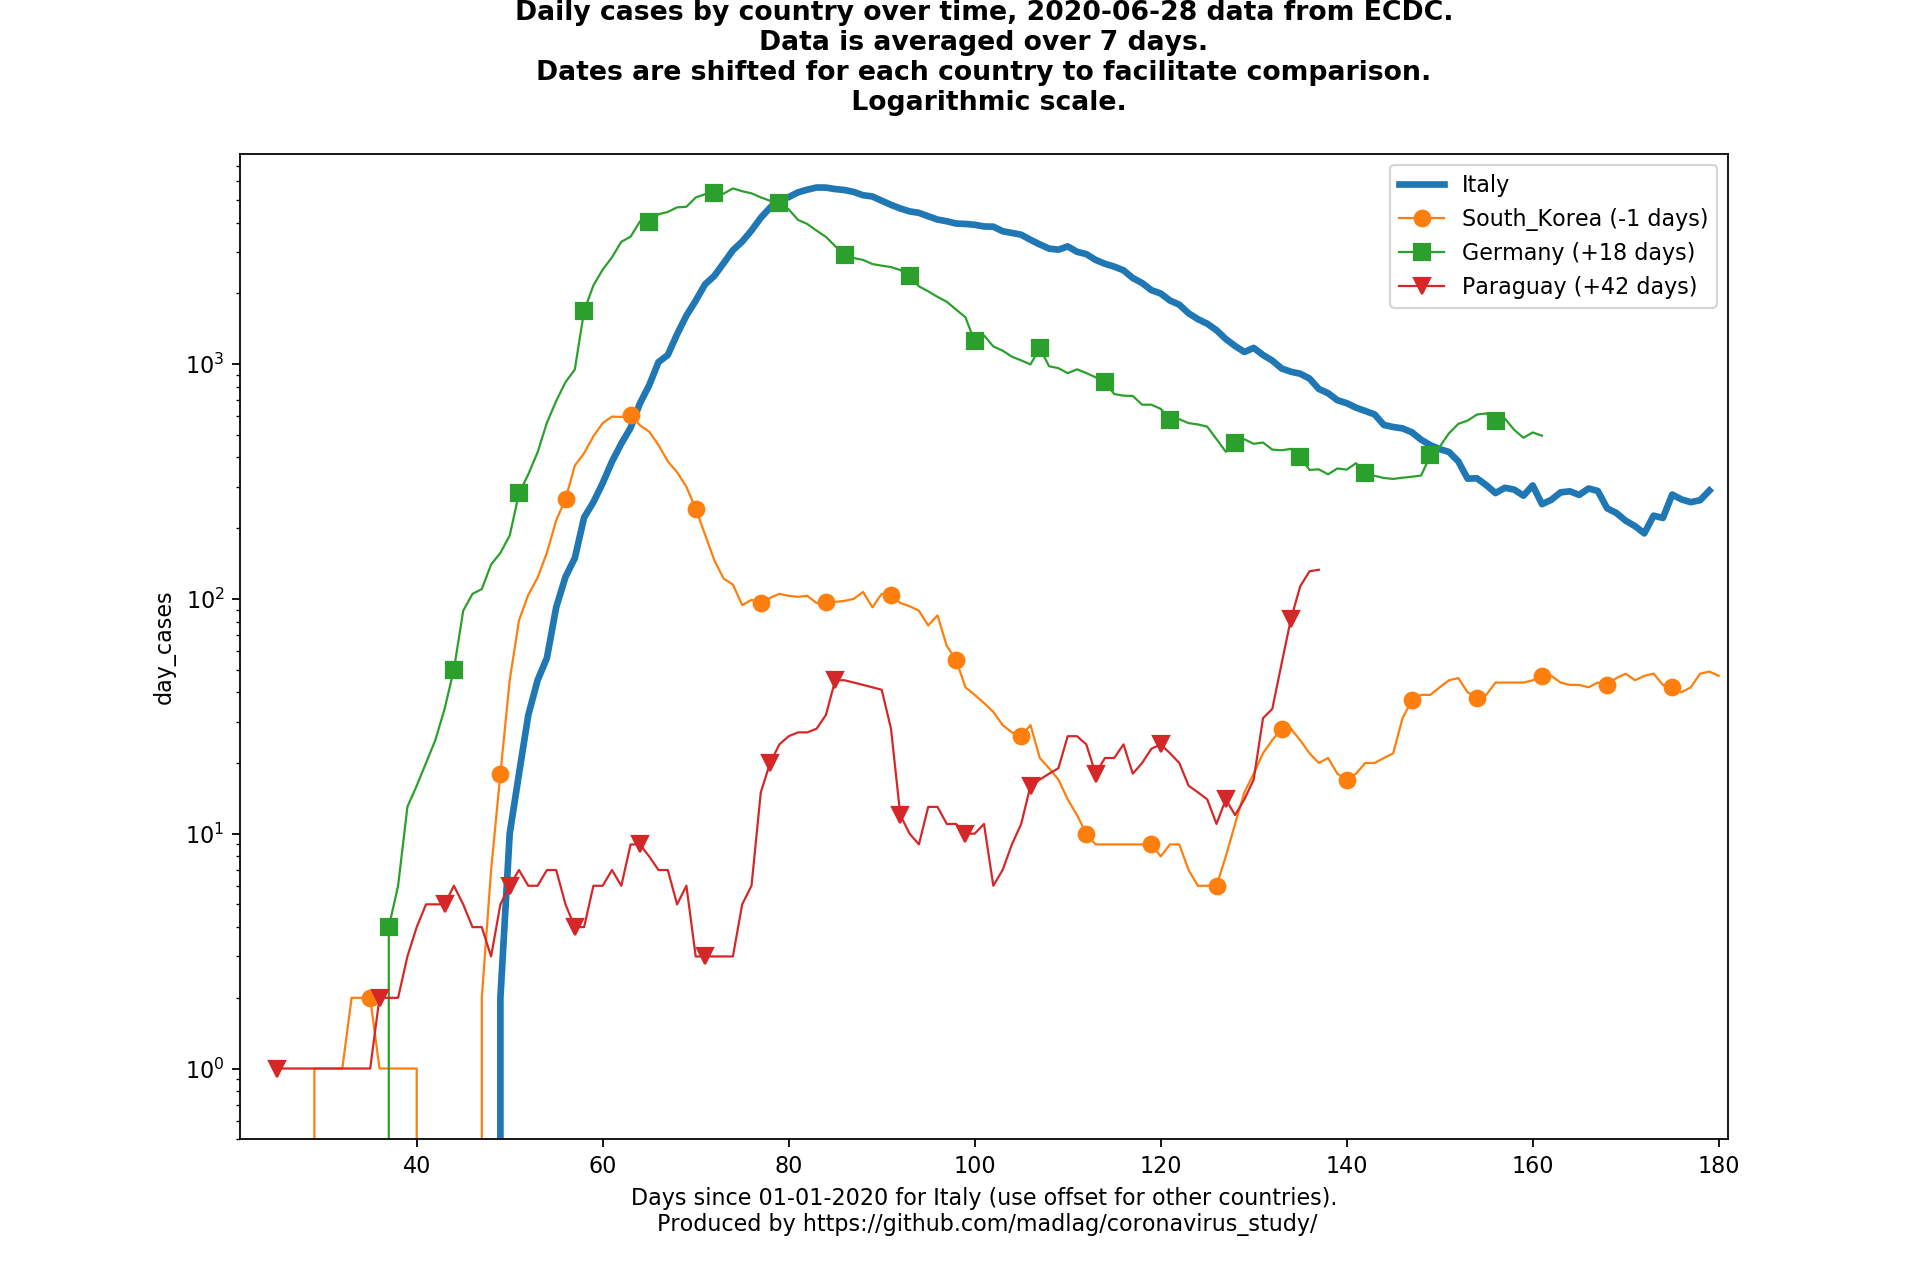 Daily cases by country over time, 2020-06-28 data from ECDC.
Data is averaged over 7 days.
Dates are shifted for each country to facilitate comparison.
Logarithmic scale.
Italy
South_Korea (-1 days)
Germany (+18 days)
Paraguay (+42 days)
10³
10²
10¹
10⁰
day_cases
40 60 80 100 120 140 160 180
Days since 01-01-2020 for Italy (use offset for other countries).
Produced by https://github.com/madlag/coronavirus_study/